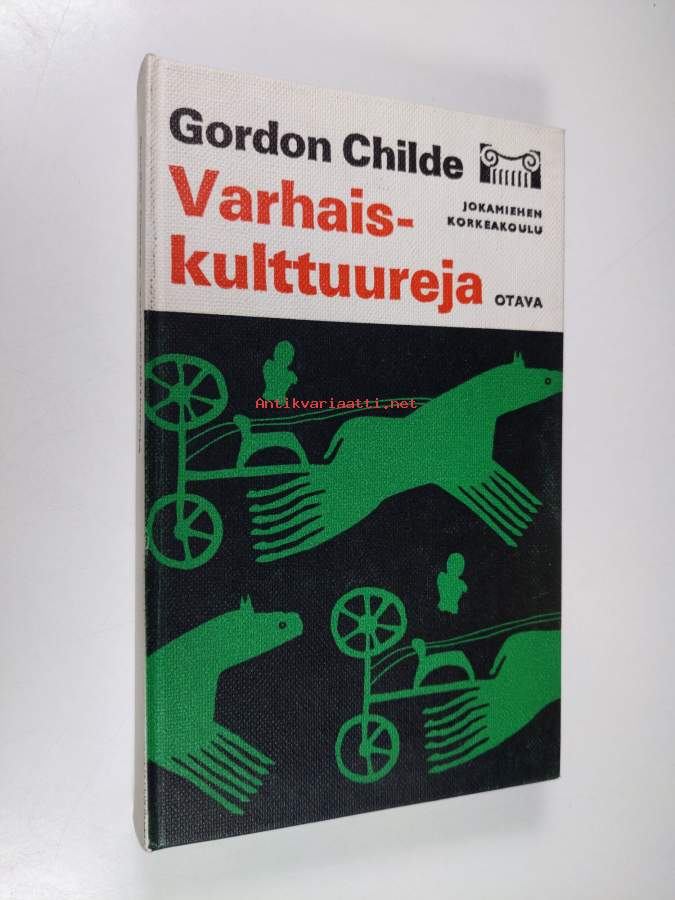 Gordon Childe
Varhais-
kulttuureja
JOKAMIEHEN
KORKEAKOULU
OTAVA
Antikvariaatti.net